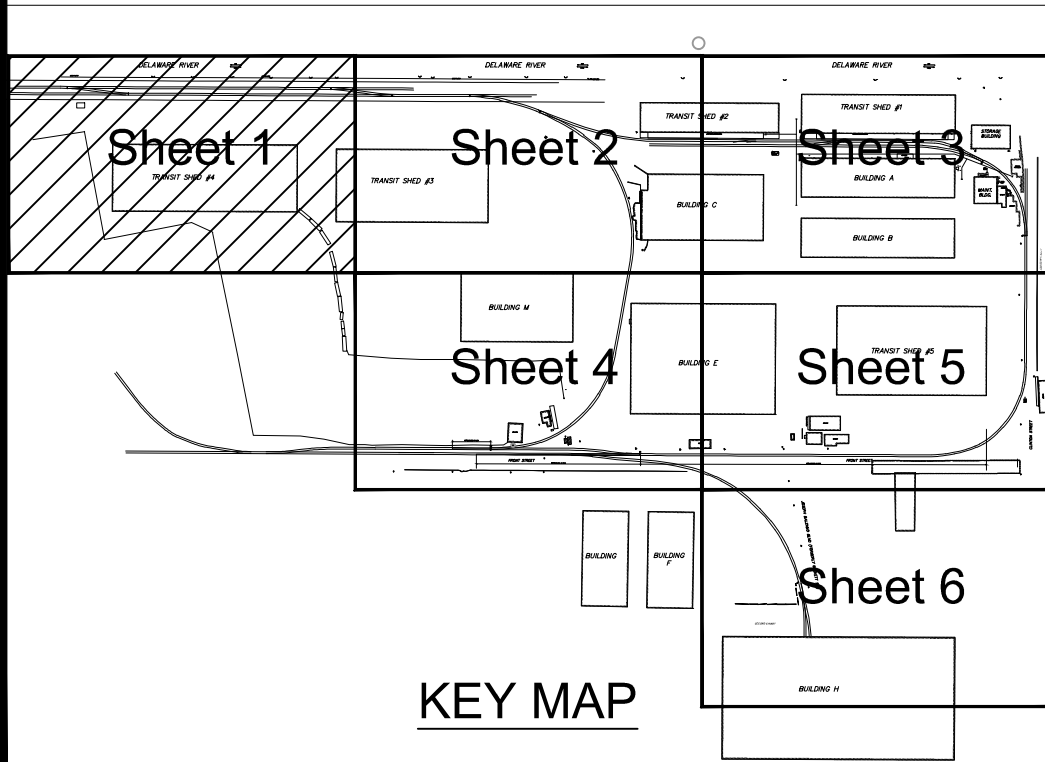 DELAWARE RIVER
DELAWARE RIVER
DELAWARE RIVER
TRANSIT SHED #2
TRANSIT SHED #1
STORAGE
BUILDING
Sheet 1
Sheet 2
Sheet 3
TRANSIT SHED #4
TRANSIT SHED #3
BUILDING A
MAINT.
BLDG.
BUILDING C
BUILDING B
BUILDING M
TRANSIT SHED #5
BUILDING E
Sheet 4
Sheet 5
CLINTON STREET
FRONT STREET
FRONT STREET
BUILDING
BUILDING
F
Sheet 6
BUILDING H
KEY MAP